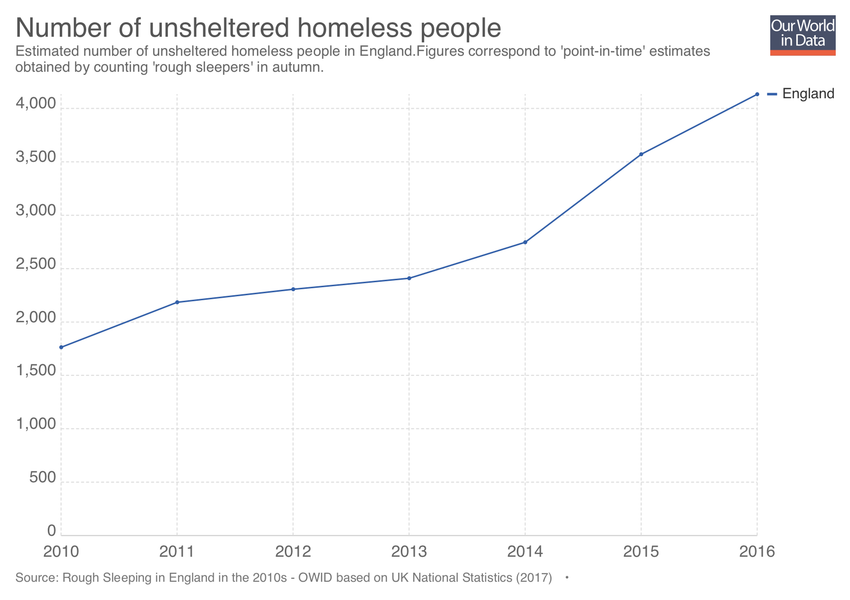 Number of unsheltered homeless people
Estimated number of unsheltered homeless people in England.Figures correspond to 'point-in-time' estimates
obtained by counting 'rough sleepers' in autumn.
Our World
in Data
4,000
3,500
3,000
2,500
2,000
1,500
1,000
500
0
England
2010 2011 2012 2013 2014 2015 2016
Source: Rough Sleeping in England in the 2010s - OWID based on UK National Statistics (2017) •